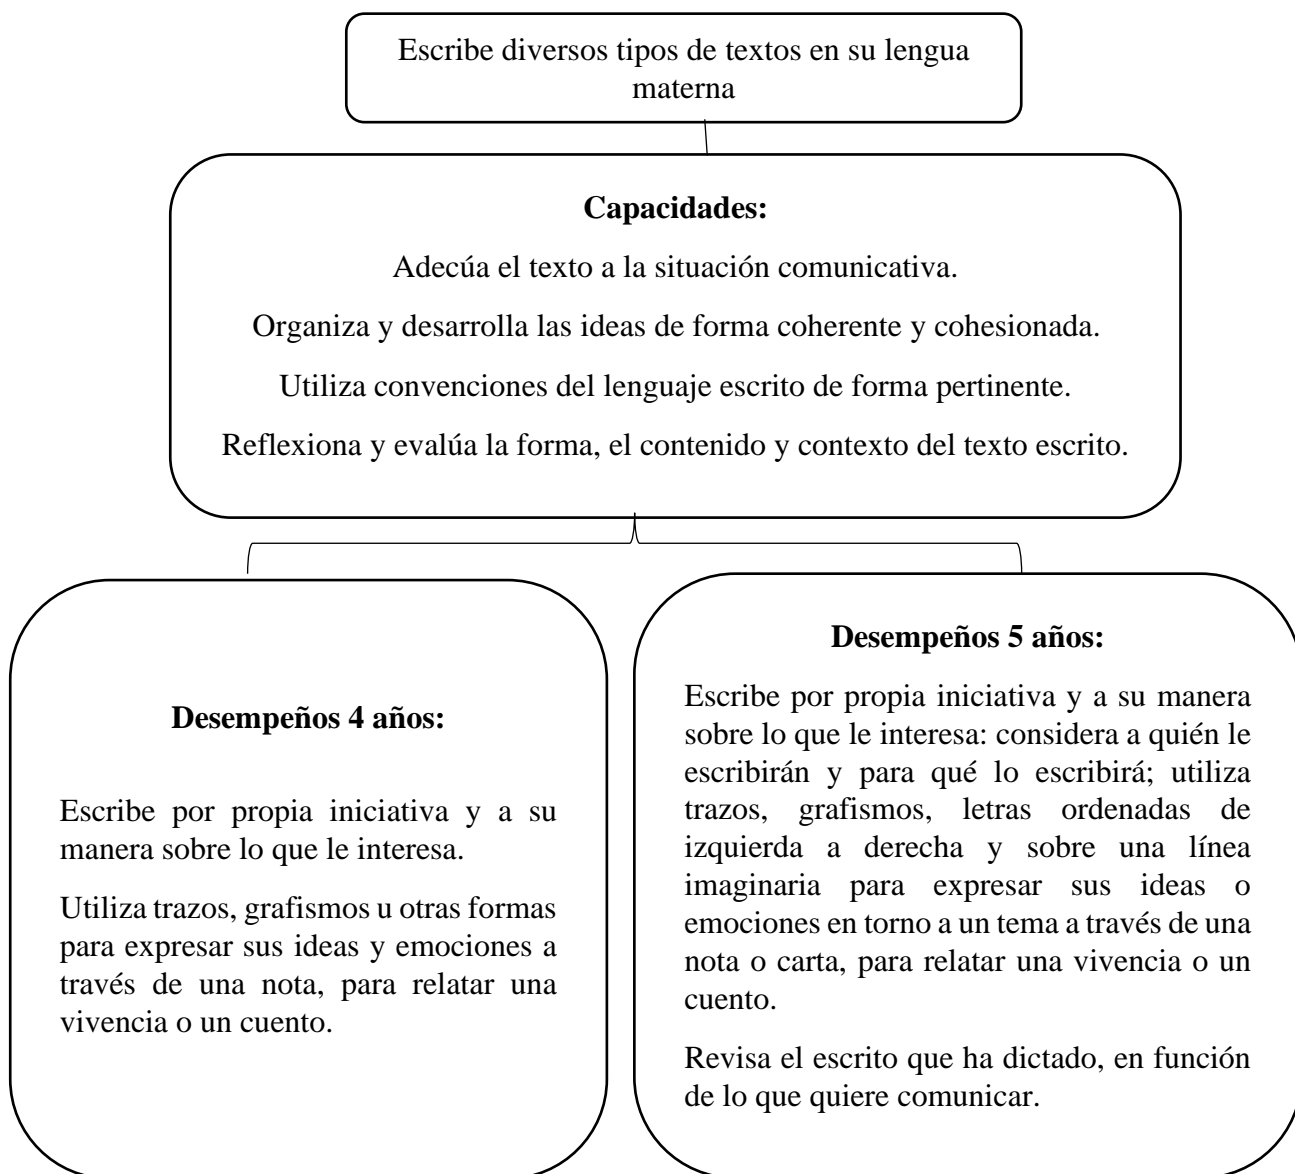 Escribe diversos tipos de textos en su lengua
materna
Capacidades:
Adecúa el texto a la situación comunicativa.
Organiza y desarrolla las ideas de forma coherente y cohesionada.
Utiliza convenciones del lenguaje escrito de forma pertinente.
Reflexiona y evalúa la forma, el contenido y contexto del texto escrito.
Desempeños 4 años:
Escribe por propia iniciativa y a su
manera sobre lo que le interesa.
Utiliza trazos, grafismos u otras formas
para expresar sus ideas y emociones a
través de una nota, para relatar una
vivencia o un cuento.
Desempeños 5 años:
Escribe por propia iniciativa y a su manera
sobre lo que le interesa: considera a quién le
escribirán y para qué lo escribirá; utiliza
trazos, grafismos, letras ordenadas de
izquierda a derecha y sobre una línea
imaginaria para expresar sus ideas o
emociones en torno a un tema a través de una
nota o carta, para relatar una vivencia o un
cuento.
Revisa el escrito que ha dictado, en función
de lo que quiere comunicar.